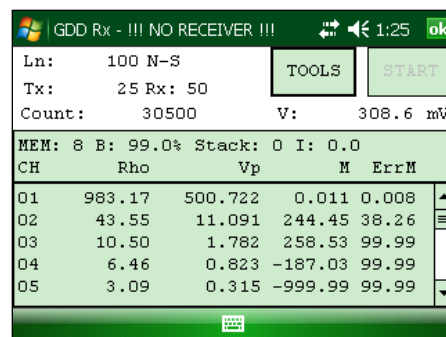 GDD Rx - !!! NO RECEIVER !!! 1:25 ok
Ln: 100 N-S TOOLS START
Tx: 25 Rx: 50
Count: 30500 V: 308.6 mV
MEM: 8 B: 99.0% Stack: 0 I: 0.0
CH Rho Vp M ErrM
01 983.17 500.722 0.011 0.008
02 43.55 11.091 244.45 38.26
03 10.50 1.782 258.53 99.99
04 6.46 0.823 -187.03 99.99
05 3.09 0.315 -999.99 99.99